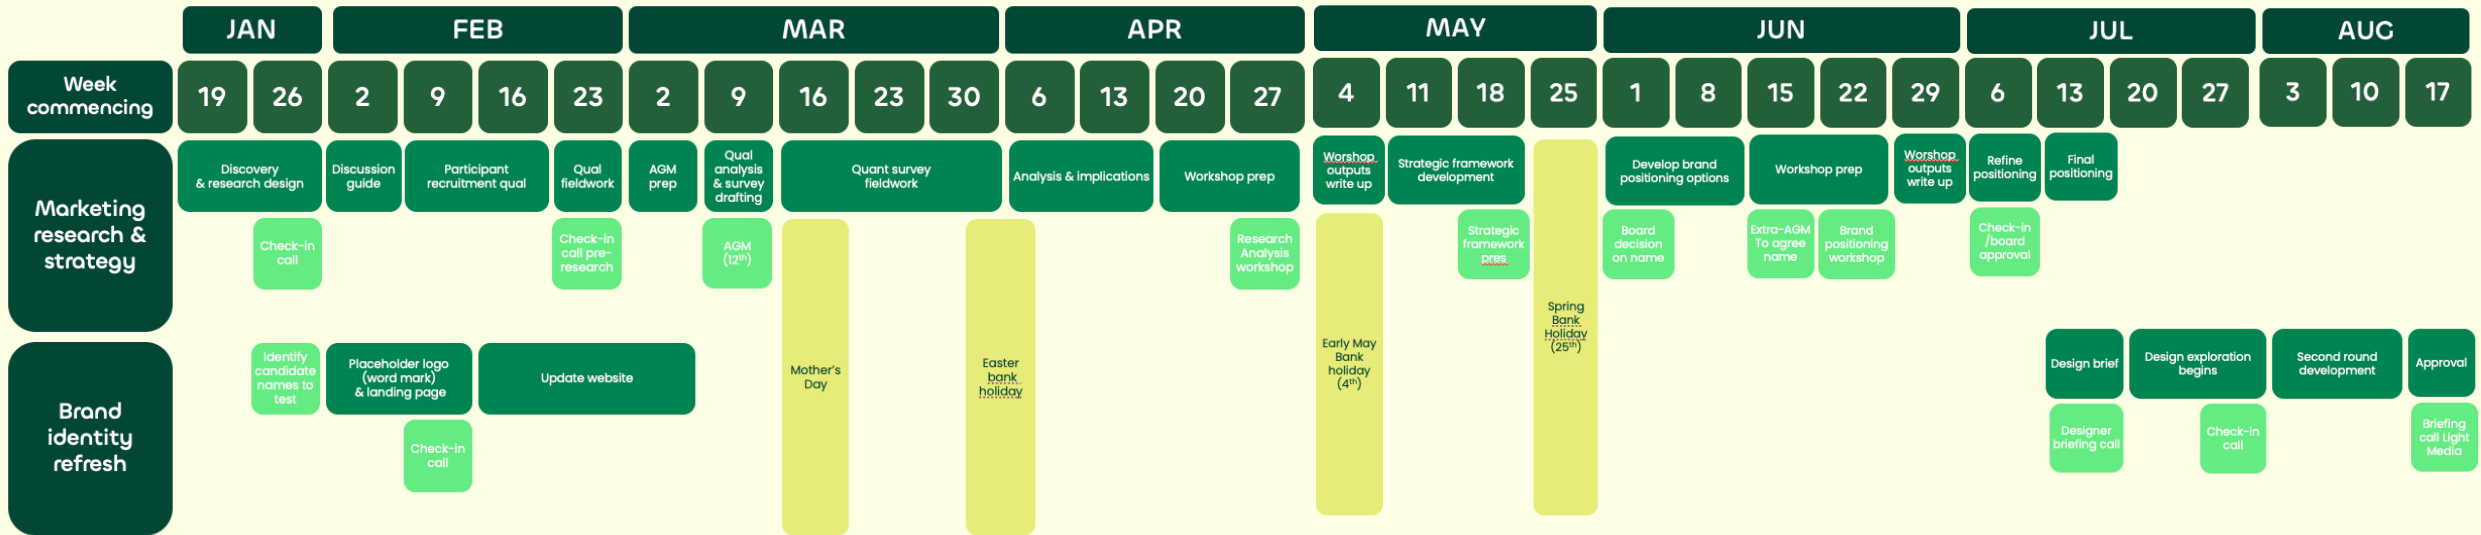 JAN
FEB
MAR
APR
MAY
JUN
JUL
AUG
Week
commencing
19
26
2
9
16
23
2
9
16
23
30
6
13
20
27
4
11
18
25
1
8
15
22
29
6
13
20
27
3
10
17
Marketing
research &
strategy
Discovery
& research design
Discussion
guide
Participant
recruitment qual
Qual
fieldwork
AGM
prep
Qual
analysis
& survey
drafting
Quant survey
fieldwork
Analysis & implications
Workshop prep
Worshop
outputs
write up
Strategic framework
development
Develop brand
positioning options
Workshop prep
Worshop
outputs
write up
Refine
positioning
Final
positioning
Check-in
call
Check-in
call pre-
research
AGM
(12th)
Research
Analysis
workshop
Strategic
framework
pres
Board
decision
on name
Extra-AGM
To agree
name
Brand
positioning
workshop
Check-in
/board
approval
Mother's
Day
Easter
bank
holiday
Early May
Bank
holiday
(4th)
Spring
Bank
Holiday
(25th)
Brand
identity
refresh
Identify
candidate
names to
test
Placeholder logo
(word mark)
& landing page
Update website
Design brief
Design exploration
begins
Second round
development
Approval
Check-in
call
Designer
briefing call
Check-in
call
Briefing
call Light
Media